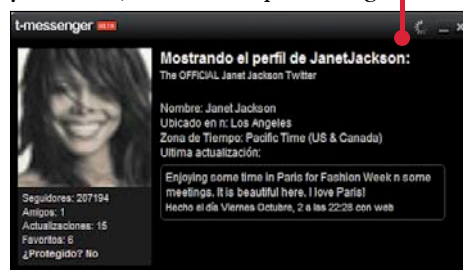 t-messenger BETA
Mostrando el perfil de JanetJackson:
The OFFICIAL Janet Jackson Twitter
Nombre: Janet Jackson
Ubicado en n: Los Angeles
Zona de Tiempo: Pacific Time (US & Canada)
Ultima actualización:
Enjoying some time in Paris for Fashion Week n some
meetings. It is beautiful here. I love Paris!
Hecho el día Viernes Octubre, 2 a las 22:28 con web
Seguidores: 207194
Amigos: 1
Actualizaciones: 15
Favoritos: 6
¿Protegido? No